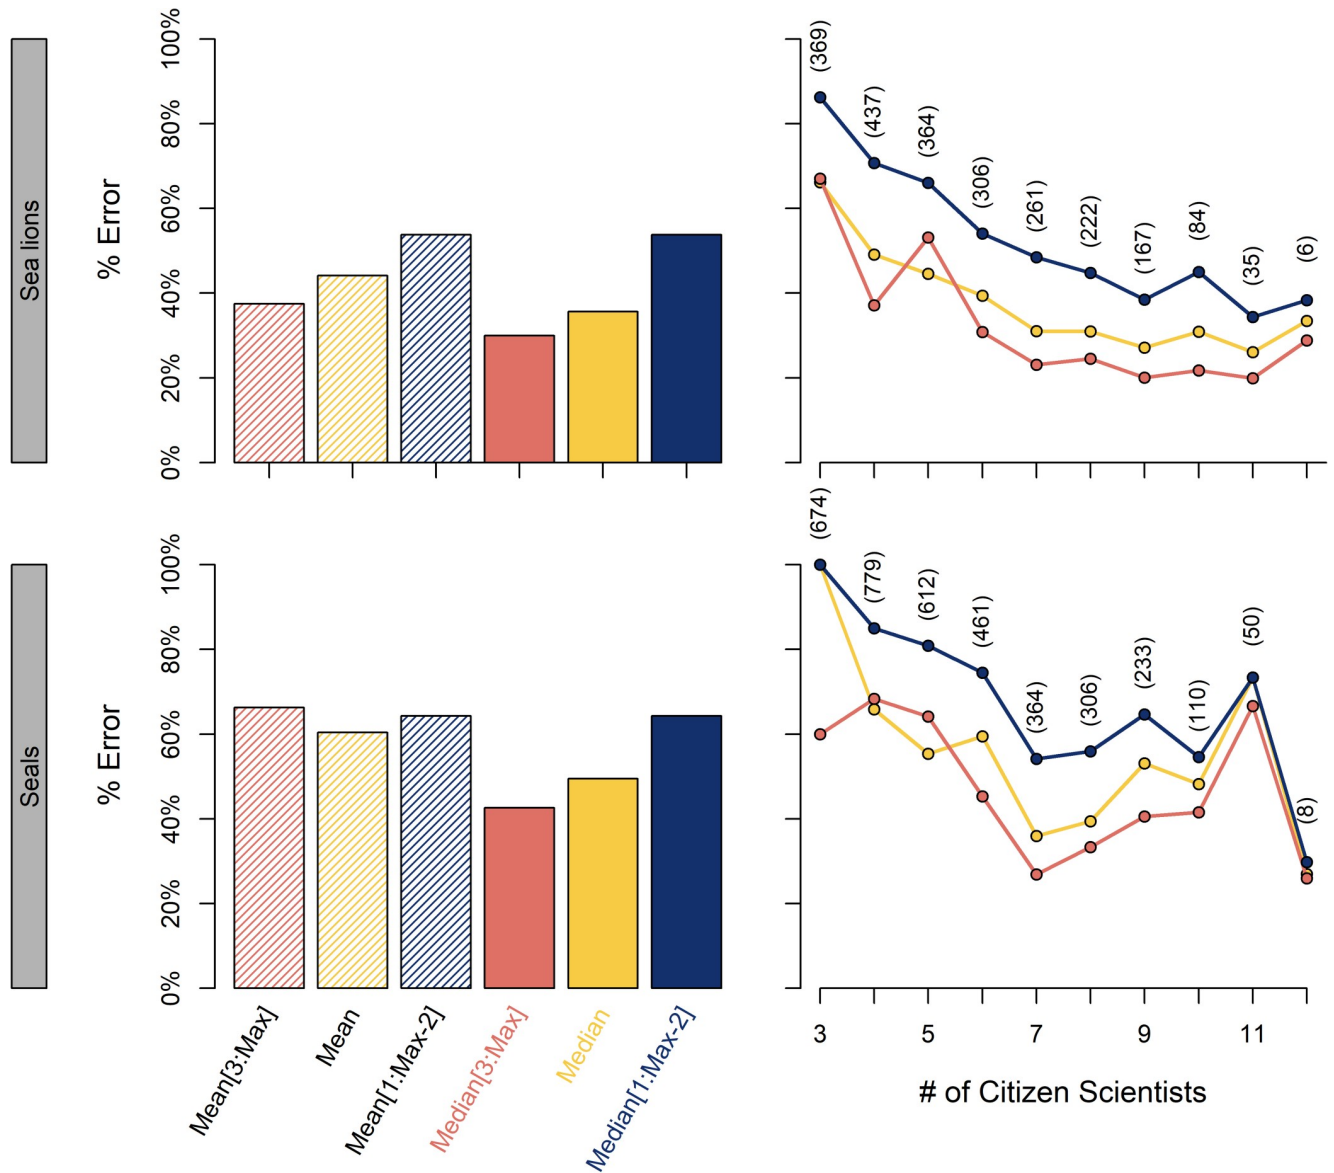 Sea lions
% Error
100%
80%
60%
40%
20%
0%
(369)
(437)
(364)
(306)
(261)
(222)
(167)
(84)
(35)
(6)
Seals
% Error
100%
80%
60%
40%
20%
0%
Mean[3:Max]
Mean
Mean[1:Max-2]
Median[3:Max]
Median
Median[1:Max-2]
(674)
(779)
(612)
(461)
(364)
(306)
(233)
(110)
(50)
(8)
3 5 7 9 11
# of Citizen Scientists